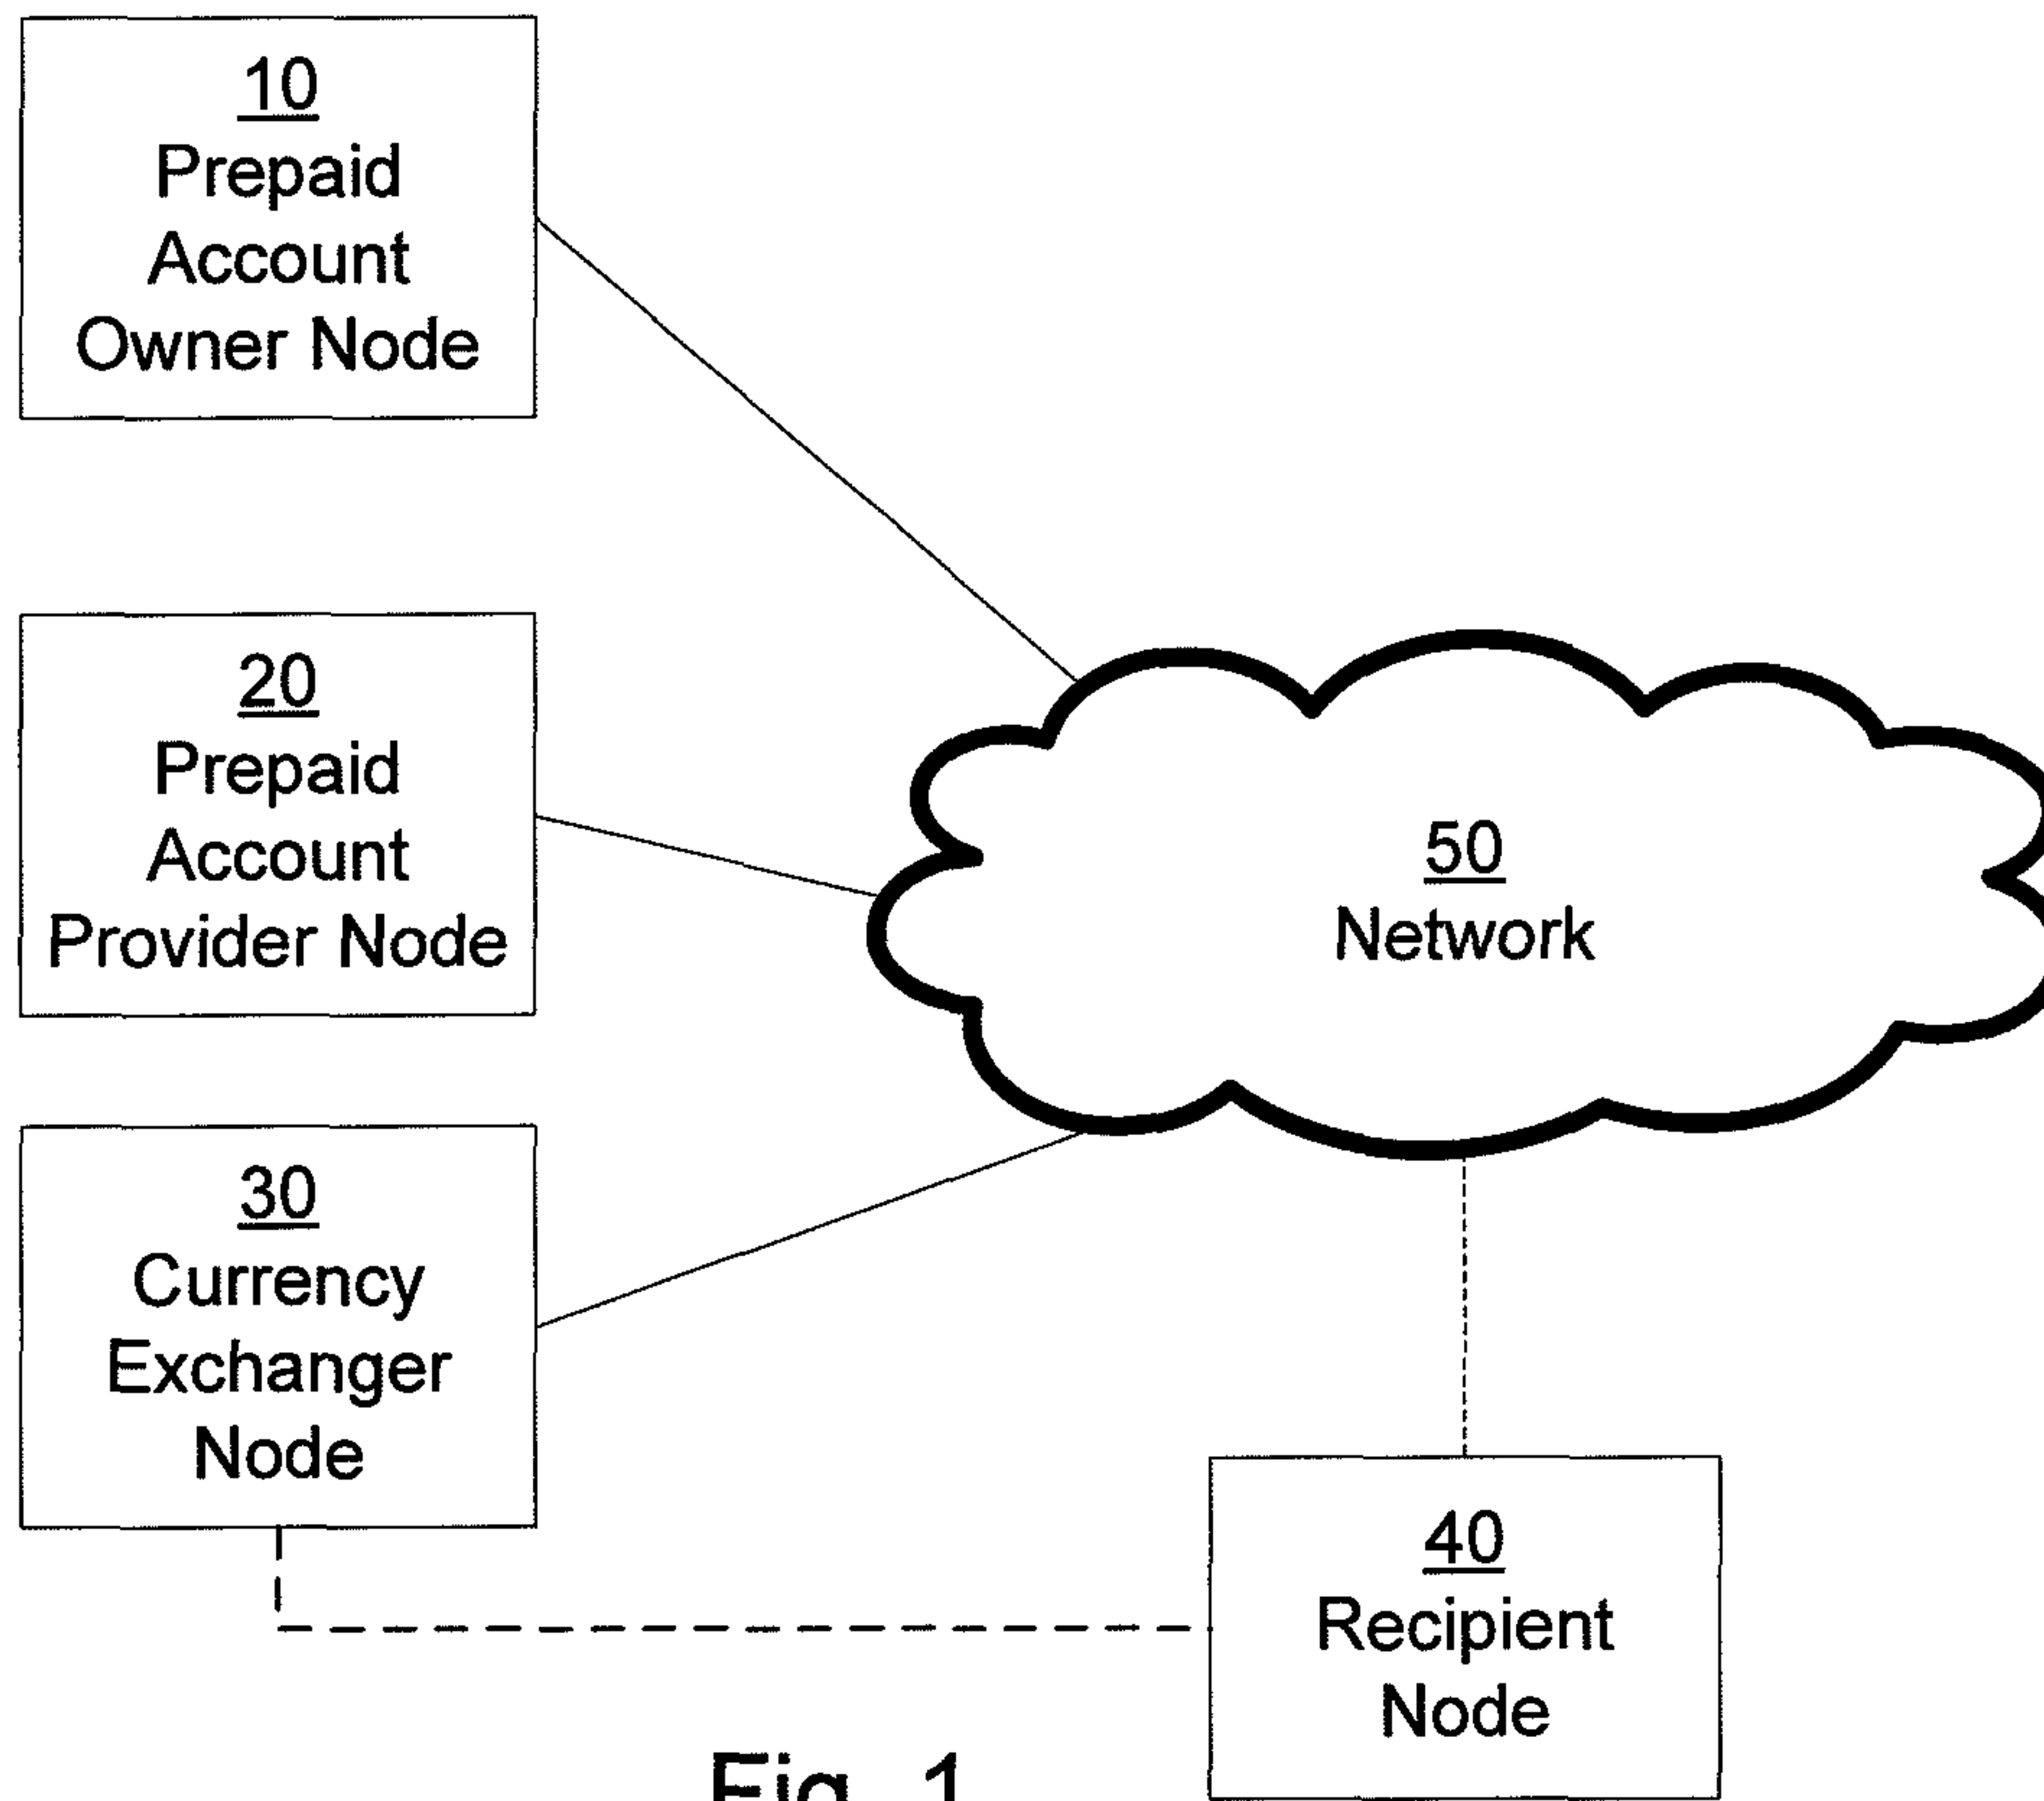 10
Prepaid
Account
Owner Node
20
Prepaid
Account
Provider Node
50
Network
30
Currency
Exchanger
Node
40
Recipient
Node
Fig. 1